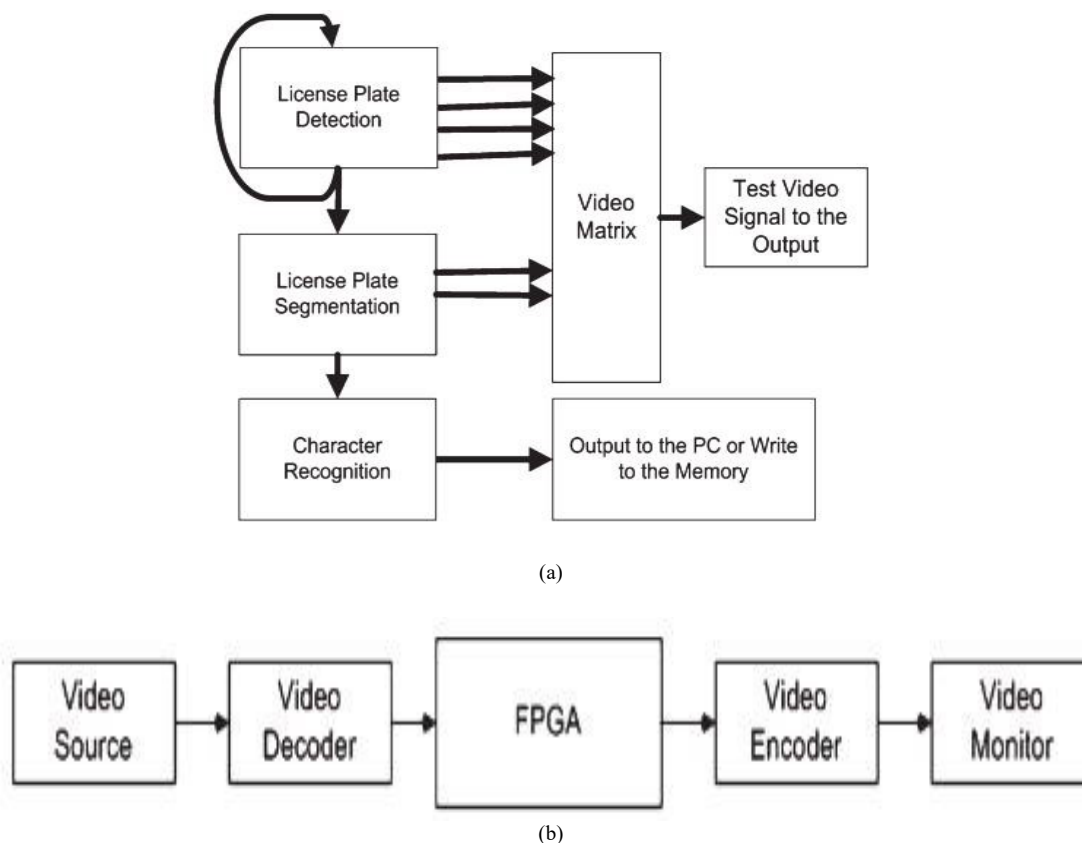 License Plate
Detection
License Plate
Segmentation
Character
Recognition
Video
Matrix
Test Video
Signal to the
Output
Output to the PC or Write
to the Memory
(a)
Video
Source
Video
Decoder
FPGA
Video
Encoder
Video
Monitor
(b)